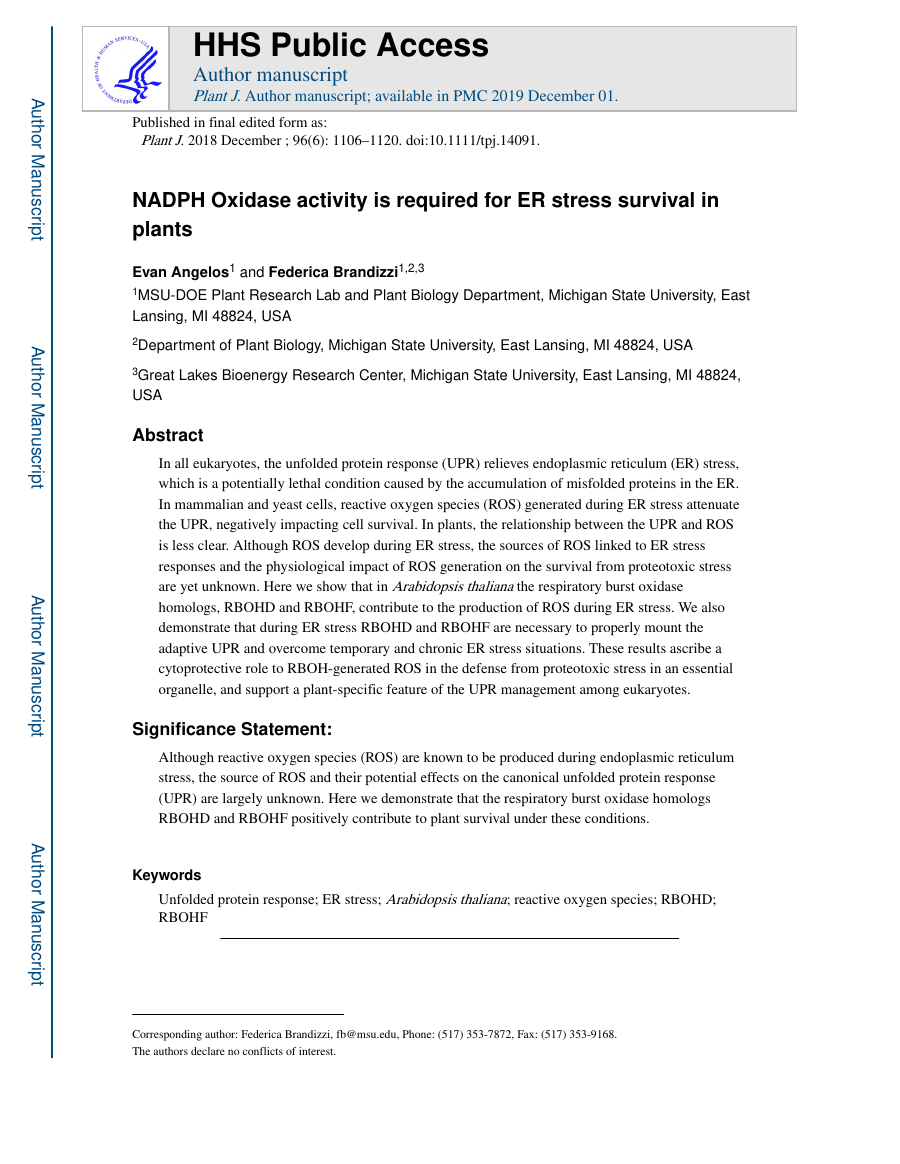 HHS Public Access
Author manuscript
Plant J. Author manuscript; available in PMC 2019 December 01.
Published in final edited form as:
Plant J. 2018 December ; 96(6): 1106–1120. doi:10.1111/tpj.14091.
NADPH Oxidase activity is required for ER stress survival in
plants
Evan Angelos1 and Federica Brandizzi1,2,3
1MSU-DOE Plant Research Lab and Plant Biology Department, Michigan State University, East
Lansing, MI 48824, USA
2Department of Plant Biology, Michigan State University, East Lansing, MI 48824, USA
3Great Lakes Bioenergy Research Center, Michigan State University, East Lansing, MI 48824,
USA
Abstract
In all eukaryotes, the unfolded protein response (UPR) relieves endoplasmic reticulum (ER) stress,
which is a potentially lethal condition caused by the accumulation of misfolded proteins in the ER.
In mammalian and yeast cells, reactive oxygen species (ROS) generated during ER stress attenuate
the UPR, negatively impacting cell survival. In plants, the relationship between the UPR and ROS
is less clear. Although ROS develop during ER stress, the sources of ROS linked to ER stress
responses and the physiological impact of ROS generation on the survival from proteotoxic stress
are yet unknown. Here we show that in Arabidopsis thaliana the respiratory burst oxidase
homologs, RBOHD and RBOHF, contribute to the production of ROS during ER stress. We also
demonstrate that during ER stress RBOHD and RBOHF are necessary to properly mount the
adaptive UPR and overcome temporary and chronic ER stress situations. These results ascribe a
cytoprotective role to RBOH-generated ROS in the defense from proteotoxic stress in an essential
organelle, and support a plant-specific feature of the UPR management among eukaryotes.
Significance Statement:
Although reactive oxygen species (ROS) are known to be produced during endoplasmic reticulum
stress, the source of ROS and their potential effects on the canonical unfolded protein response
(UPR) are largely unknown. Here we demonstrate that the respiratory burst oxidase homologs
RBOHD and RBOHF positively contribute to plant survival under these conditions.
Keywords
Unfolded protein response; ER stress; Arabidopsis thaliana; reactive oxygen species; RBOHD;
RBOHF
Corresponding author: Federica Brandizzi, fb@msu.edu, Phone: (517) 353-7872, Fax: (517) 353-9168.
The authors declare no conflicts of interest.
Author Manuscript
Author Manuscript
Author Manuscript
Author Manuscript
DEPARTMENT OF HEALTH & HUMAN SERVICES·USA